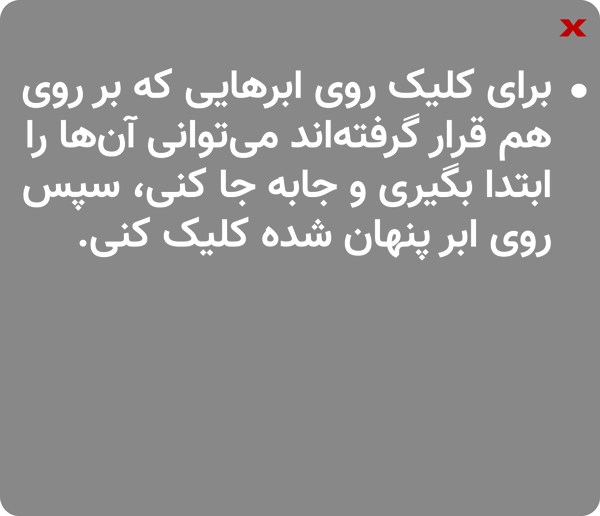 x
• برای کلیک روی ابرهایی که بر روی
هم قرار گرفته‌اند می‌توانی آن‌ها را
ابتدا بگیری و جابه جا کنی، سپس
روی ابر پنهان شده کلیک کنی.